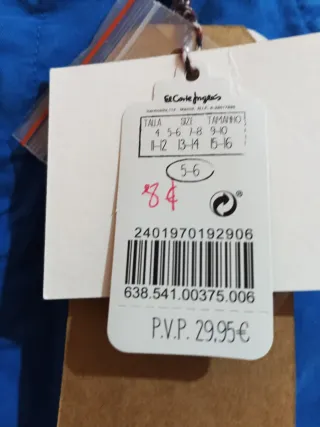 El Corte Inglés
TALLA SIZE TAMANHO
4 5-6 7-8 9-10
11-12 13-14 15-16
5-6
8€
®
2401970192906
638.541.00375.006
P.V.P. 29,95€